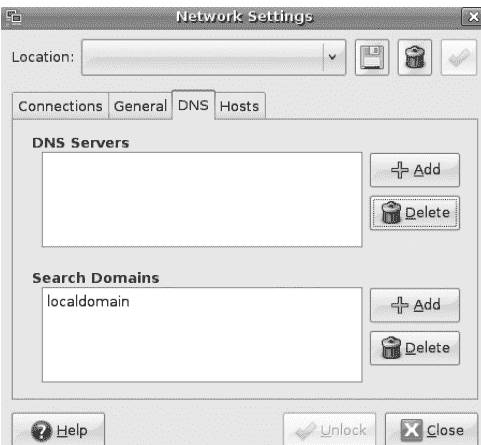 Network Settings
Location:
Connections General DNS Hosts
DNS Servers
Add
Delete
Search Domains
localdomain
Add
Delete
Help Unlock Close